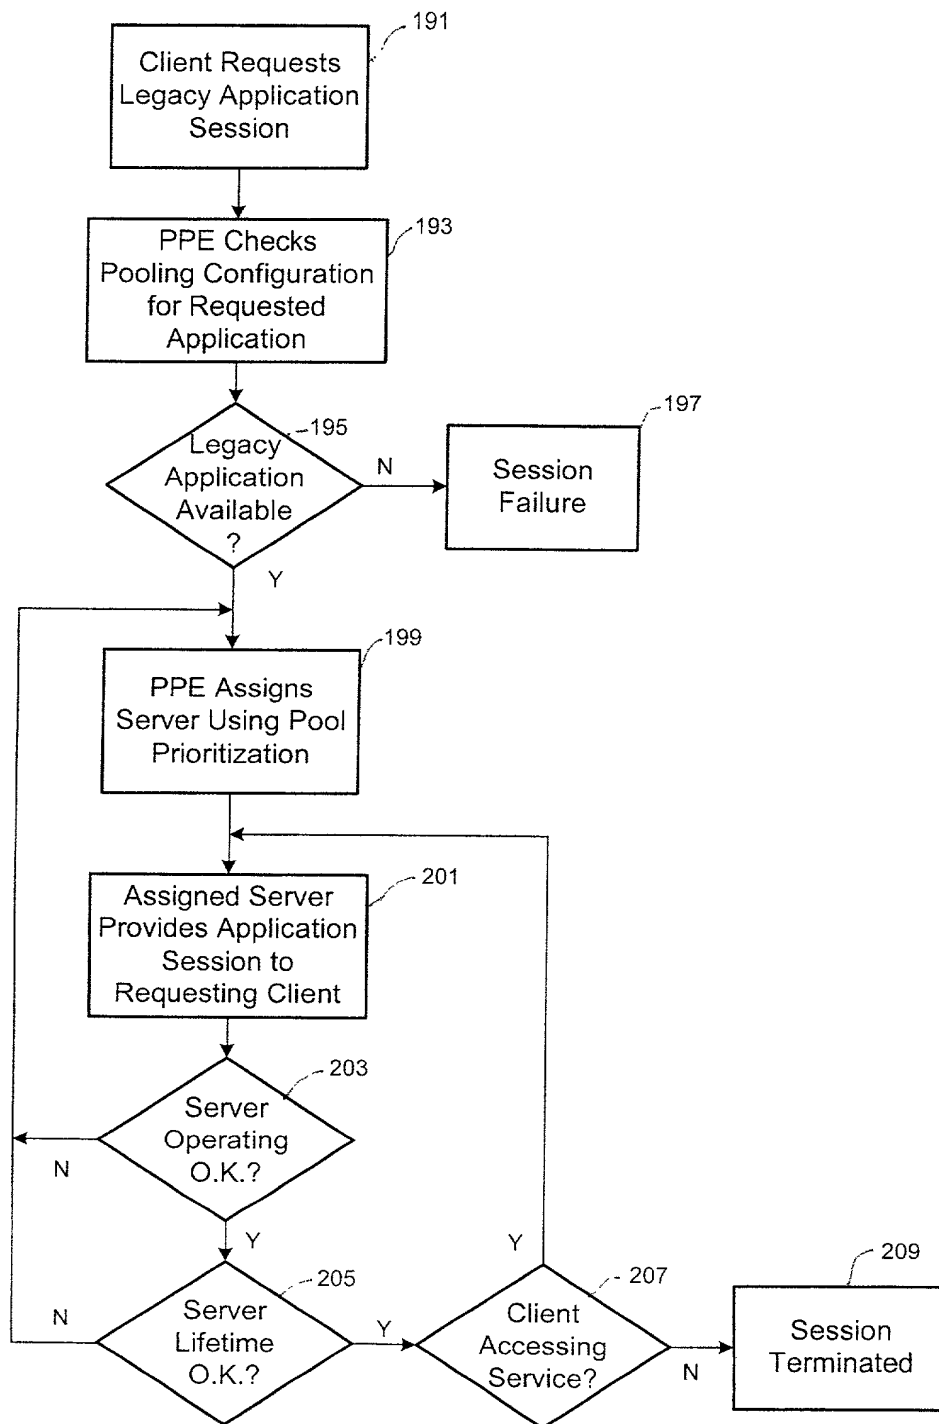 191
Client Requests
Legacy Application
Session
193
PPE Checks
Pooling Configuration
for Requested
Application
195
Legacy
Application
Available
?
N
Y
197
Session
Failure
199
PPE Assigns
Server Using Pool
Prioritization
201
Assigned Server
Provides Application
Session to
Requesting Client
203
Server
Operating
O.K.?
N
Y
205
Server
Lifetime
O.K.?
N
Y
207
Client
Accessing
Service?
Y
N
209
Session
Terminated